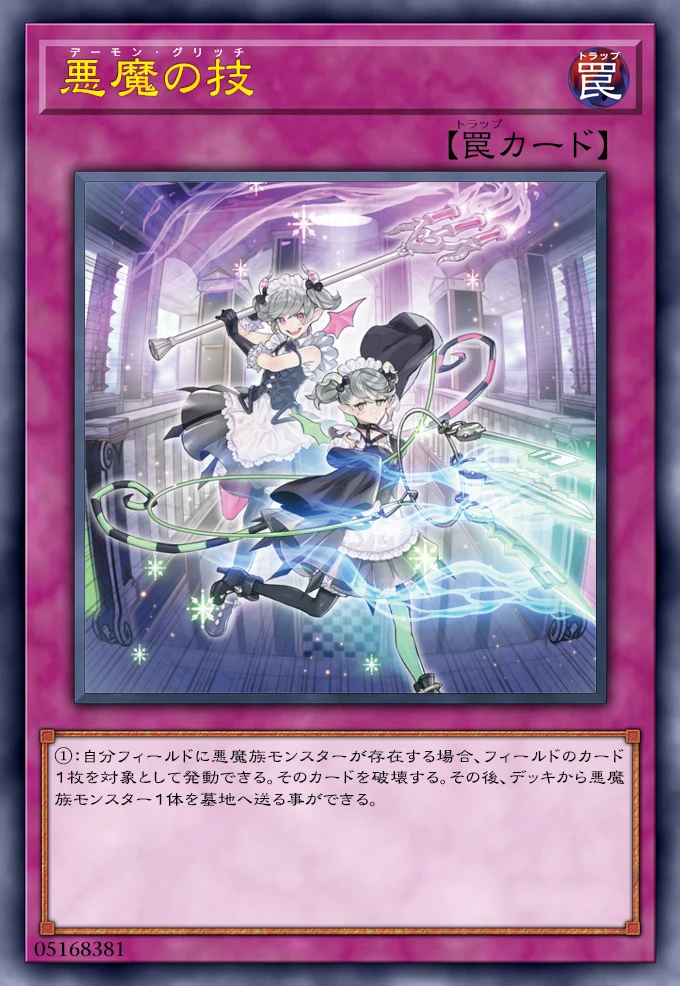 デーモン・グリッチ
悪魔の技
トラップ
罠
トラップ
【罠カード】
①：自分フィールドに悪魔族モンスターが存在する場合、フィールドのカード
１枚を対象として発動できる。そのカードを破壊する。その後、デッキから悪魔
族モンスター１体を墓地へ送る事ができる。
05168381